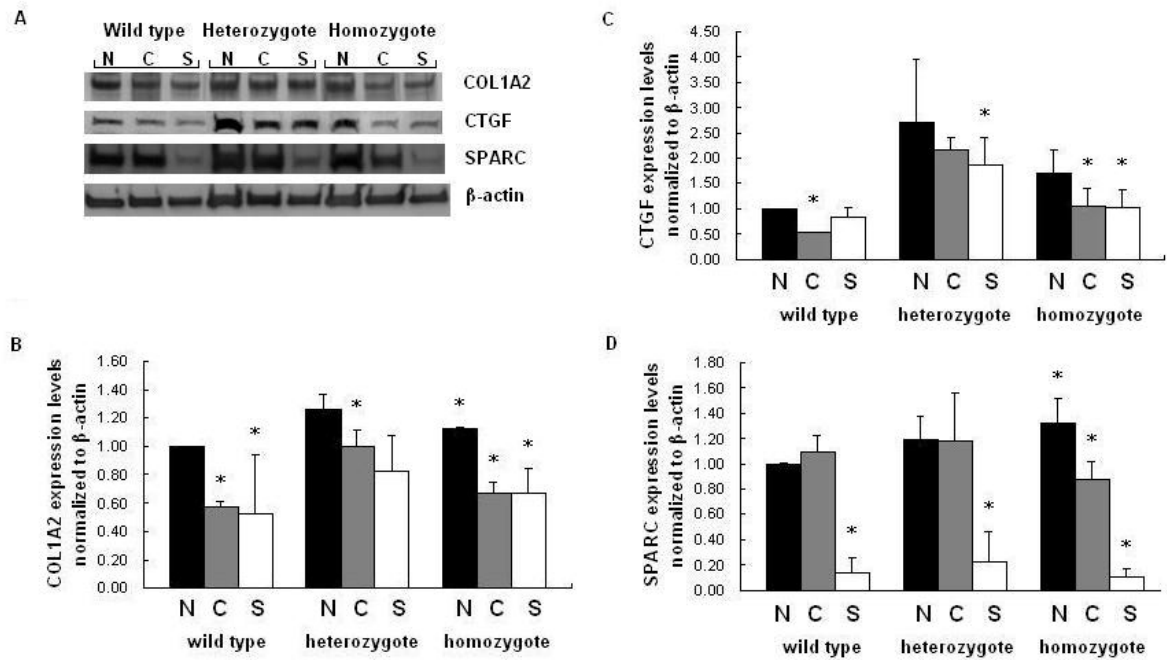 A
Wild type Heterozygote Homozygote
N C S N C S N C S
COL1A2
CTGF
SPARC
β-actin
B
COL1A2 expression levels
normalized to β-actin
1.60
1.40
1.20
1.00
0.80
0.60
0.40
0.20
0.00
* * * * * *
N C S N C S N C S
wild type heterozygote homozygote
C
CTGF expression levels
normalized to β-actin
4.50
4.00
3.50
3.00
2.50
2.00
1.50
1.00
0.50
0.00
* * * *
N C S N C S N C S
wild type heterozygote homozygote
D
SPARC expression levels
normalized to β-actin
1.80
1.60
1.40
1.20
1.00
0.80
0.60
0.40
0.20
0.00
* * * * *
N C S N C S N C S
wild type heterozygote homozygote